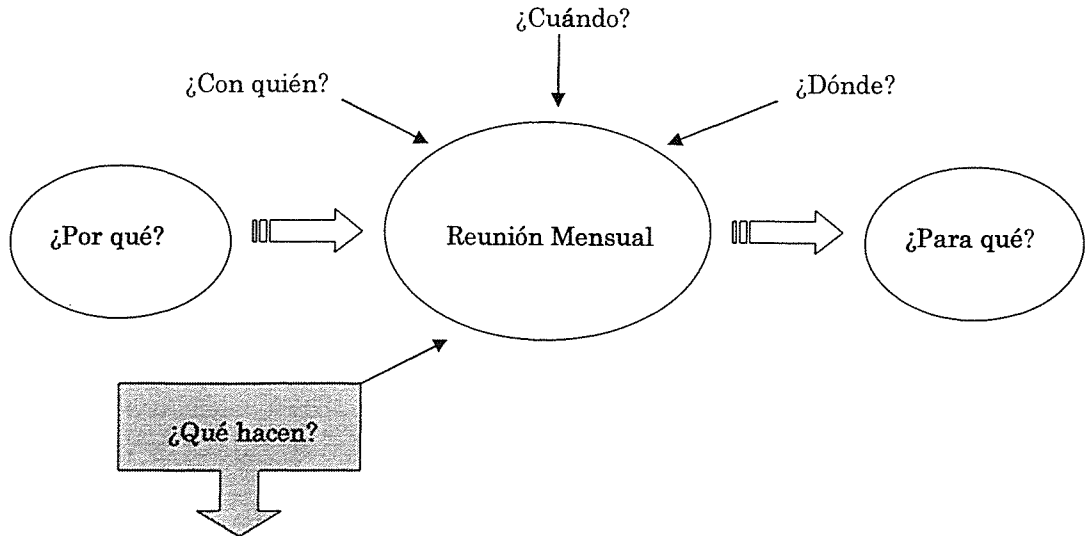 ¿Cuándo?
¿Con quién?
¿Dónde?
¿Por qué?
Reunión Mensual
¿Para qué?
¿Qué hacen?